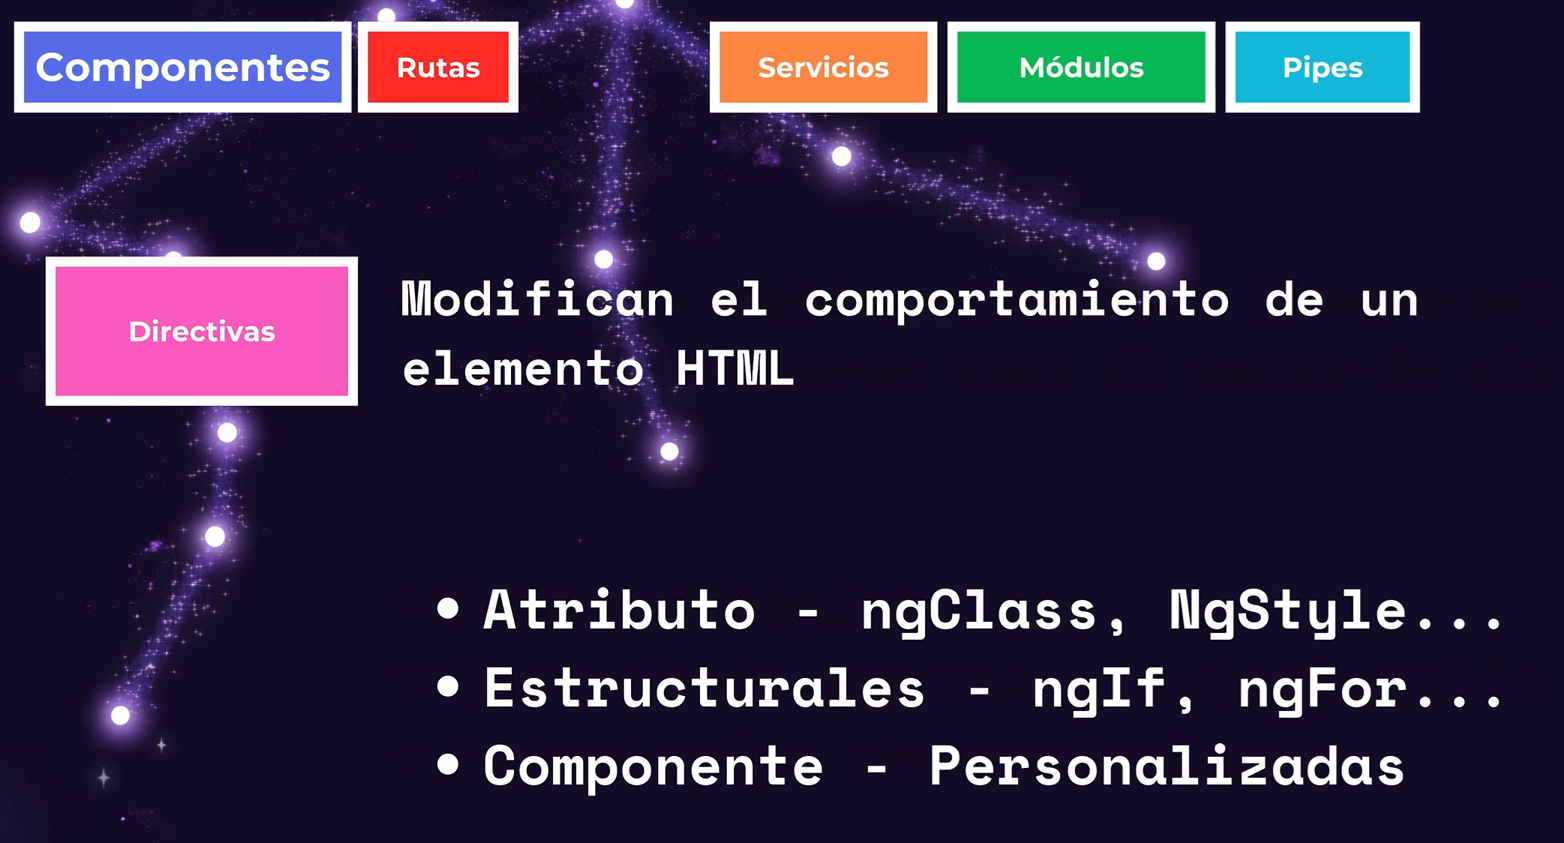 Componentes
Rutas
Servicios
Módulos
Pipes
Directivas
Modifican el comportamiento de un
elemento HTML
• Atributo - ngClass, NgStyle...
• Estructurales - ngIf, ngFor...
• Componente - Personalizadas